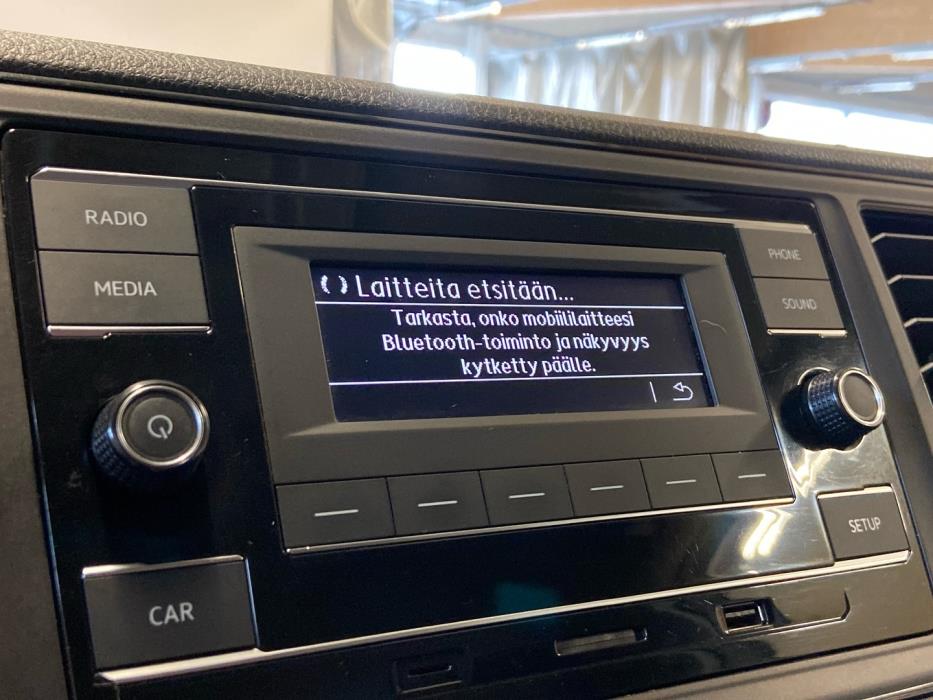 RADIO
MEDIA
PHONE
SOUND
Laitteita etsitään...
Tarkasta, onko mobiililaitteesi
Bluetooth-toiminto ja näkyvyys
kytketty päälle.
SETUP
CAR